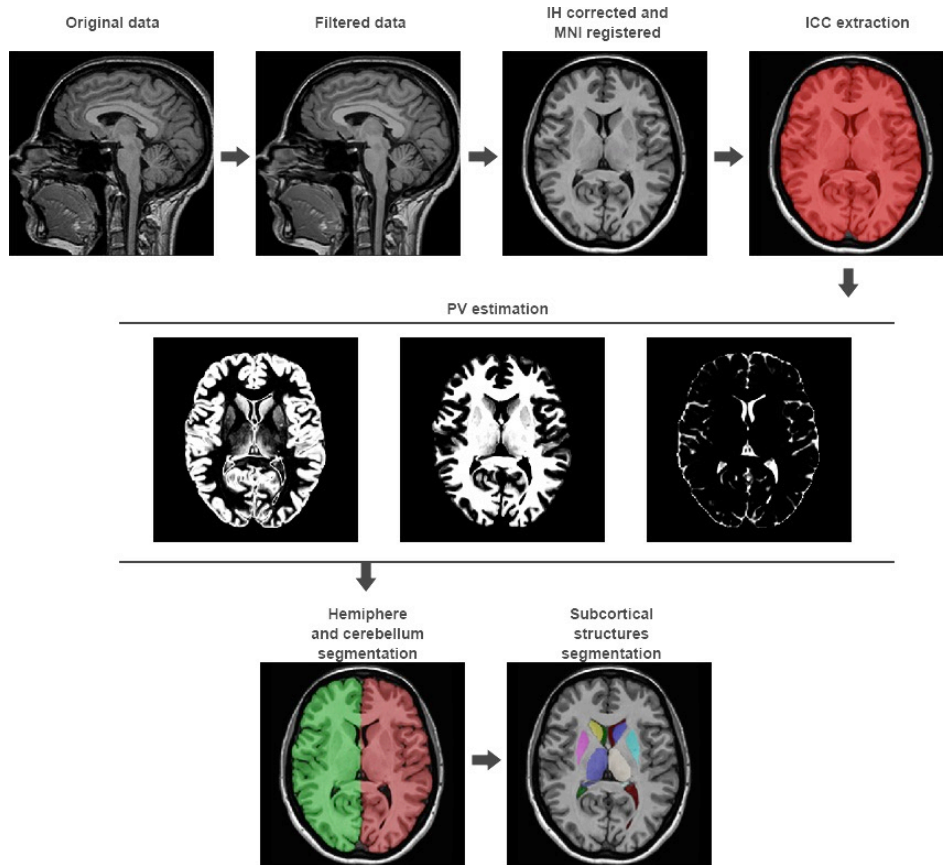 Original data
Filtered data
IH corrected and
MNI registered
ICC extraction
PV estimation
Hemiphere
and cerebellum
segmentation
Subcortical
structures
segmentation